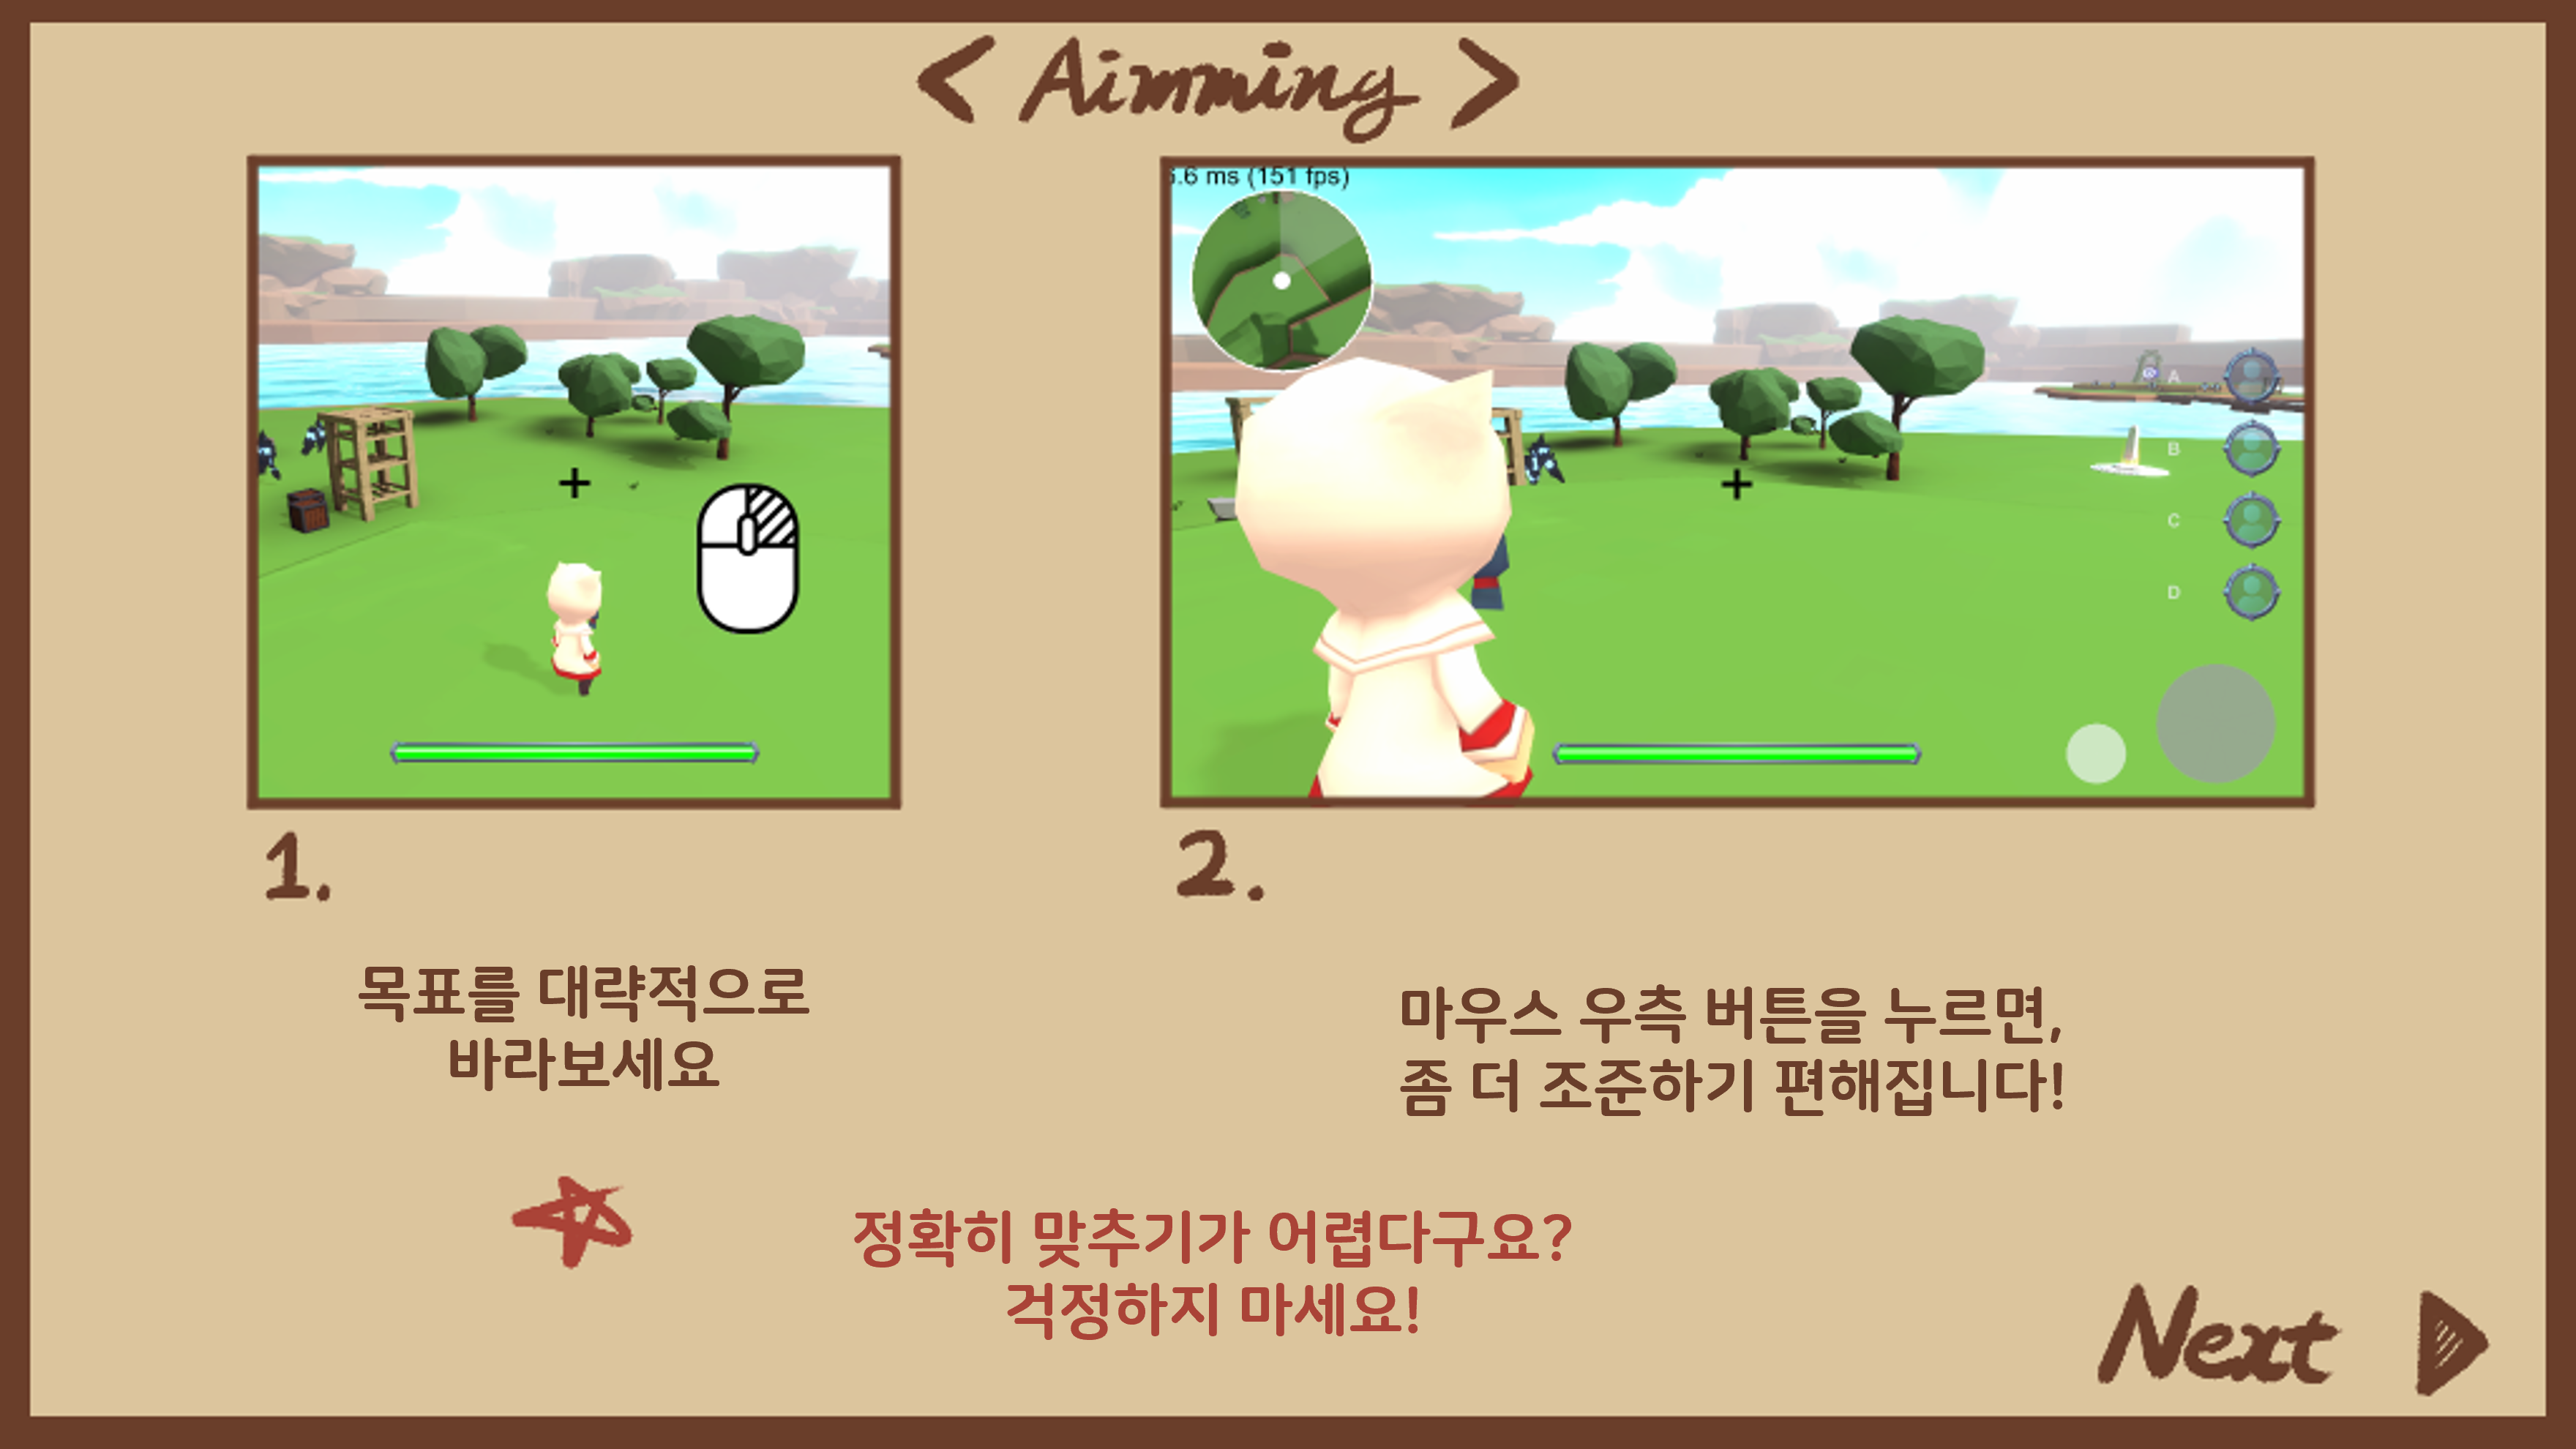 < Aimming >
6.6 ms (151 fps)
A
B
C
D
1.
2.
목표를 대략적으로
바라보세요
마우스 우측 버튼을 누르면,
좀 더 조준하기 편해집니다!
정확히 맞추기가 어렵다구요?
걱정하지 마세요!
Next